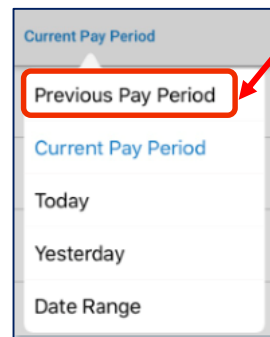 Current Pay Period
Previous Pay Period
Current Pay Period
Today
Yesterday
Date Range